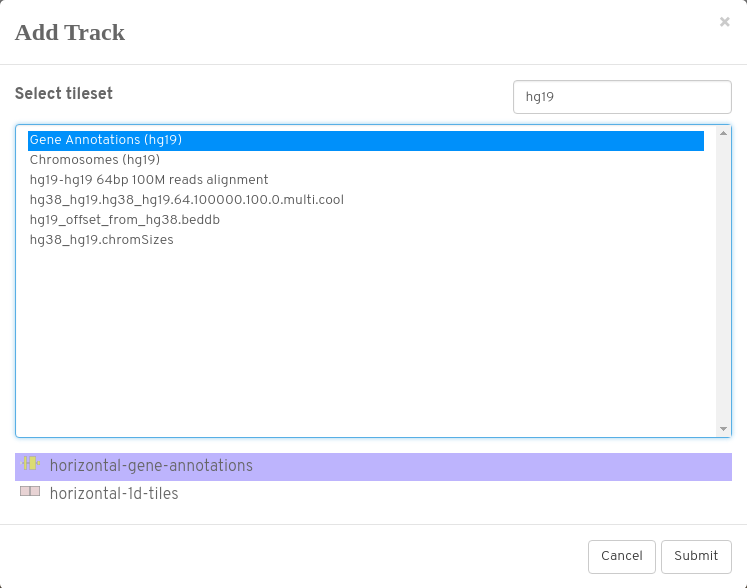 Add Track
×
Select tileset
hg19
Gene Annotations (hg19)
Chromosomes (hg19)
hg19-hg19 64bp 100M reads alignment
hg38_hg19.hg38_hg19.64.100000.100.0.multi.cool
hg19_offset_from_hg38.beddb
hg38_hg19.chromSizes
horizontal-gene-annotations
horizontal-1d-tiles
Cancel
Submit